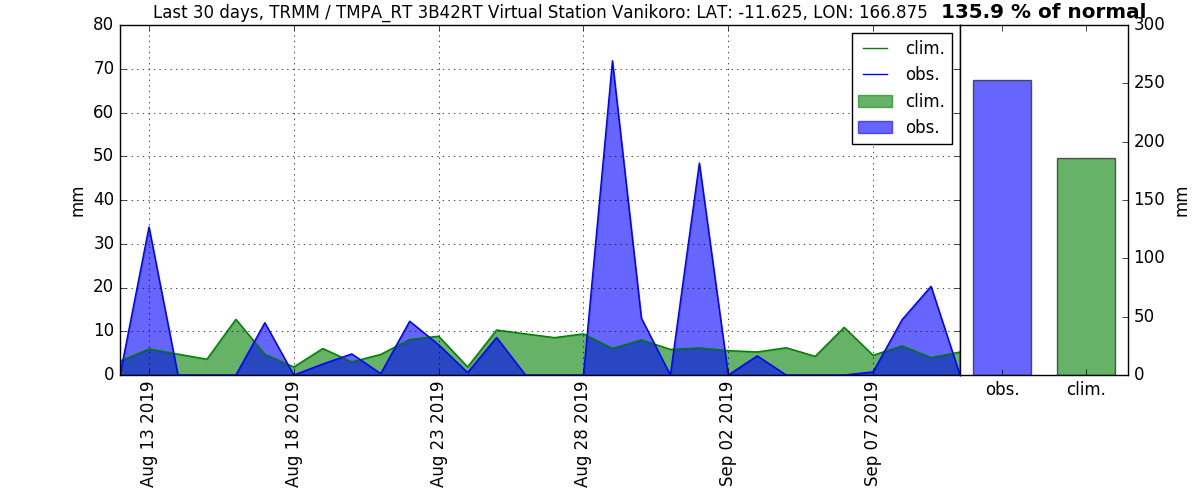 Last 30 days, TRMM / TMPA_RT 3B42RT Virtual Station Vanikoro: LAT: -11.625, LON: 166.875 135.9 % of normal
80
70
60
50
40
30
20
10
0
mm
clim.
obs.
clim.
obs.
300
250
200
150
100
50
0
mm
obs.
clim.
Aug 13 2019
Aug 18 2019
Aug 23 2019
Aug 28 2019
Sep 02 2019
Sep 07 2019